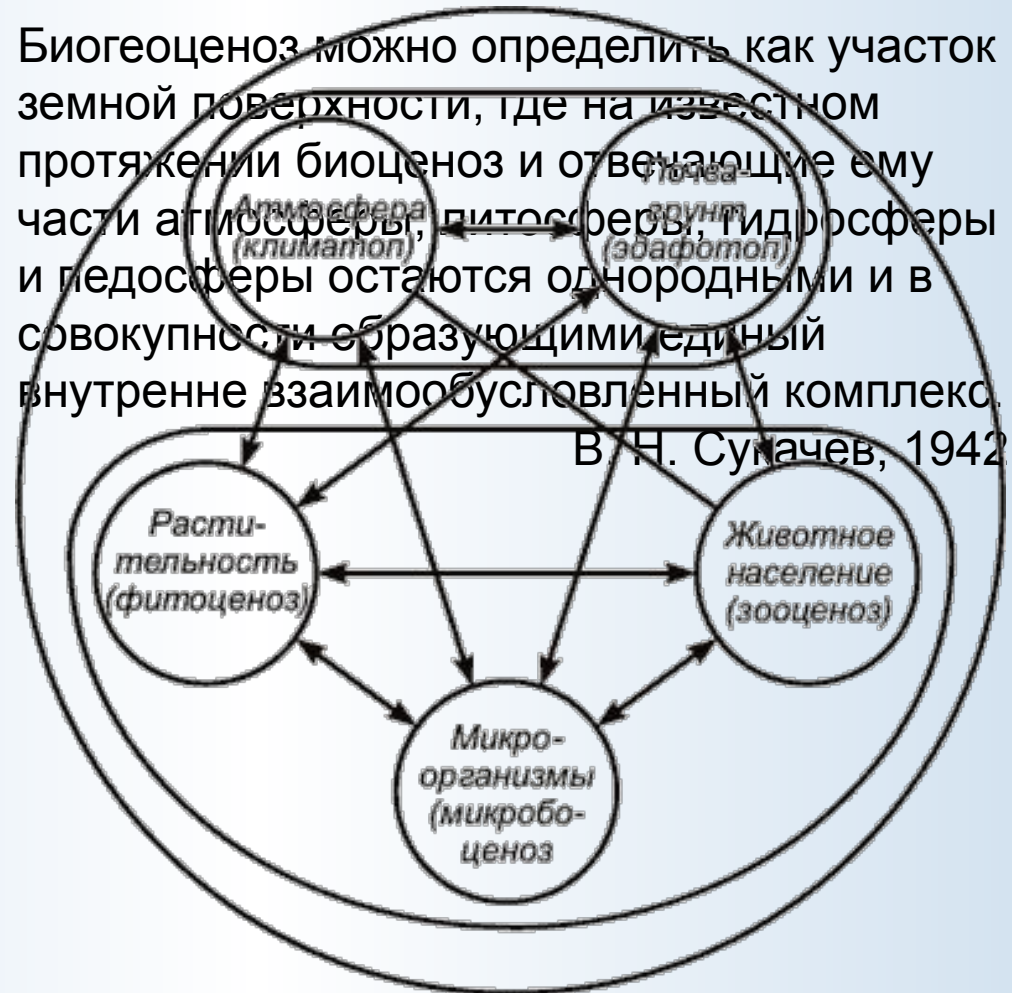 Биогеоценоз можно определить как участок
земной поверхности, где на известном
протяжении биоценоз и отвечающие ему
части атмосферы, литосферы, гидросферы
и педосферы остаются однородными и в
совокупности образующими единый
внутренне взаимообусловленный комплекс.
В. Н. Сукачев, 1942
Атмосфера
(климатоп)
Почва-
грунт
(эдафотоп)
Расти-
тельность
(фитоценоз)
Животное
население
(зооценоз)
Микро-
организмы
(микробо-
ценоз